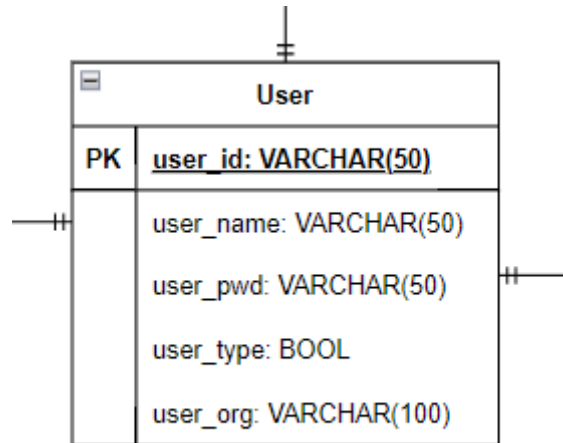 User
PK user_id: VARCHAR(50)
user_name: VARCHAR(50)
user_pwd: VARCHAR(50)
user_type: BOOL
user_org: VARCHAR(100)